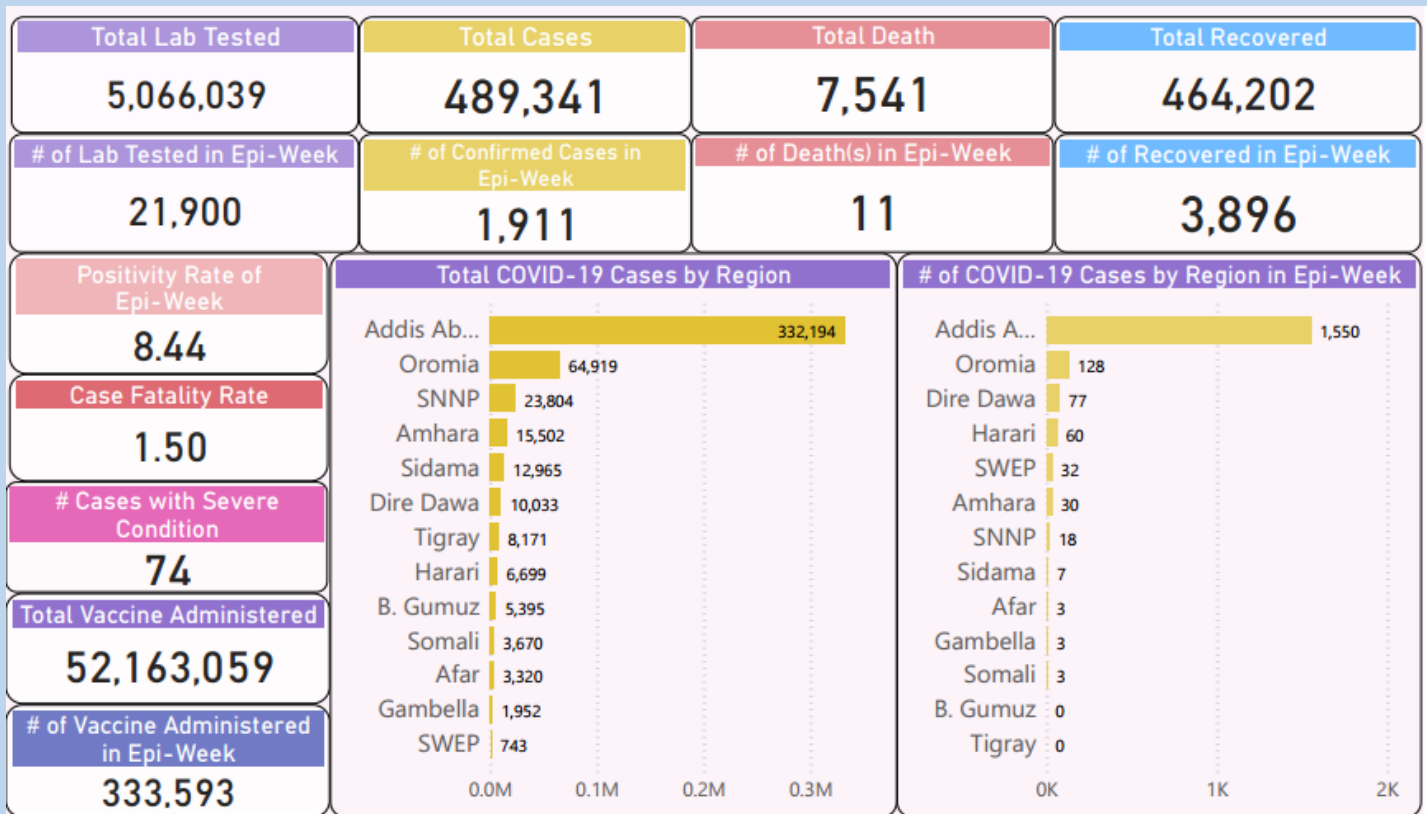 Total Lab Tested
5,066,039
Total Cases
489,341
Total Death
7,541
Total Recovered
464,202
# of Lab Tested in Epi-Week
21,900
# of Confirmed Cases in
Epi-Week
1,911
# of Death(s) in Epi-Week
11
# of Recovered in Epi-Week
3,896
Positivity Rate of
Epi-Week
8.44
Case Fatality Rate
1.50
# Cases with Severe
Condition
74
Total Vaccine Administered
52,163,059
# of Vaccine Administered
in Epi-Week
333,593
Total COVID-19 Cases by Region
Addis Ab... 332,194
Oromia 64,919
SNNP 23,804
Amhara 15,502
Sidama 12,965
Dire Dawa 10,033
Tigray 8,171
Harari 6,699
B. Gumuz 5,395
Somali 3,670
Afar 3,320
Gambella 1,952
SWEP 743
0.0M 0.1M 0.2M 0.3M
# of COVID-19 Cases by Region in Epi-Week
Addis A... 1,550
Oromia 128
Dire Dawa 77
Harari 60
SWEP 32
Amhara 30
SNNP 18
Sidama 7
Afar 3
Gambella 3
Somali 3
B. Gumuz 0
Tigray 0
0K 1K 2K